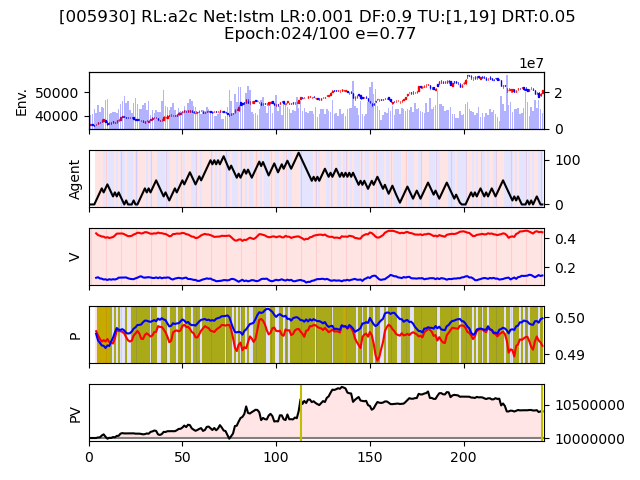 [005930] RL:a2c Net:lstm LR:0.001 DF:0.9 TU:[1,19] DRT:0.05
Epoch:024/100 e=0.77
1e7
Env.
50000
40000
2
0
Agent
100
0
V
0.4
0.2
P
0.50
0.49
PV
10500000
10000000
0 50 100 150 200